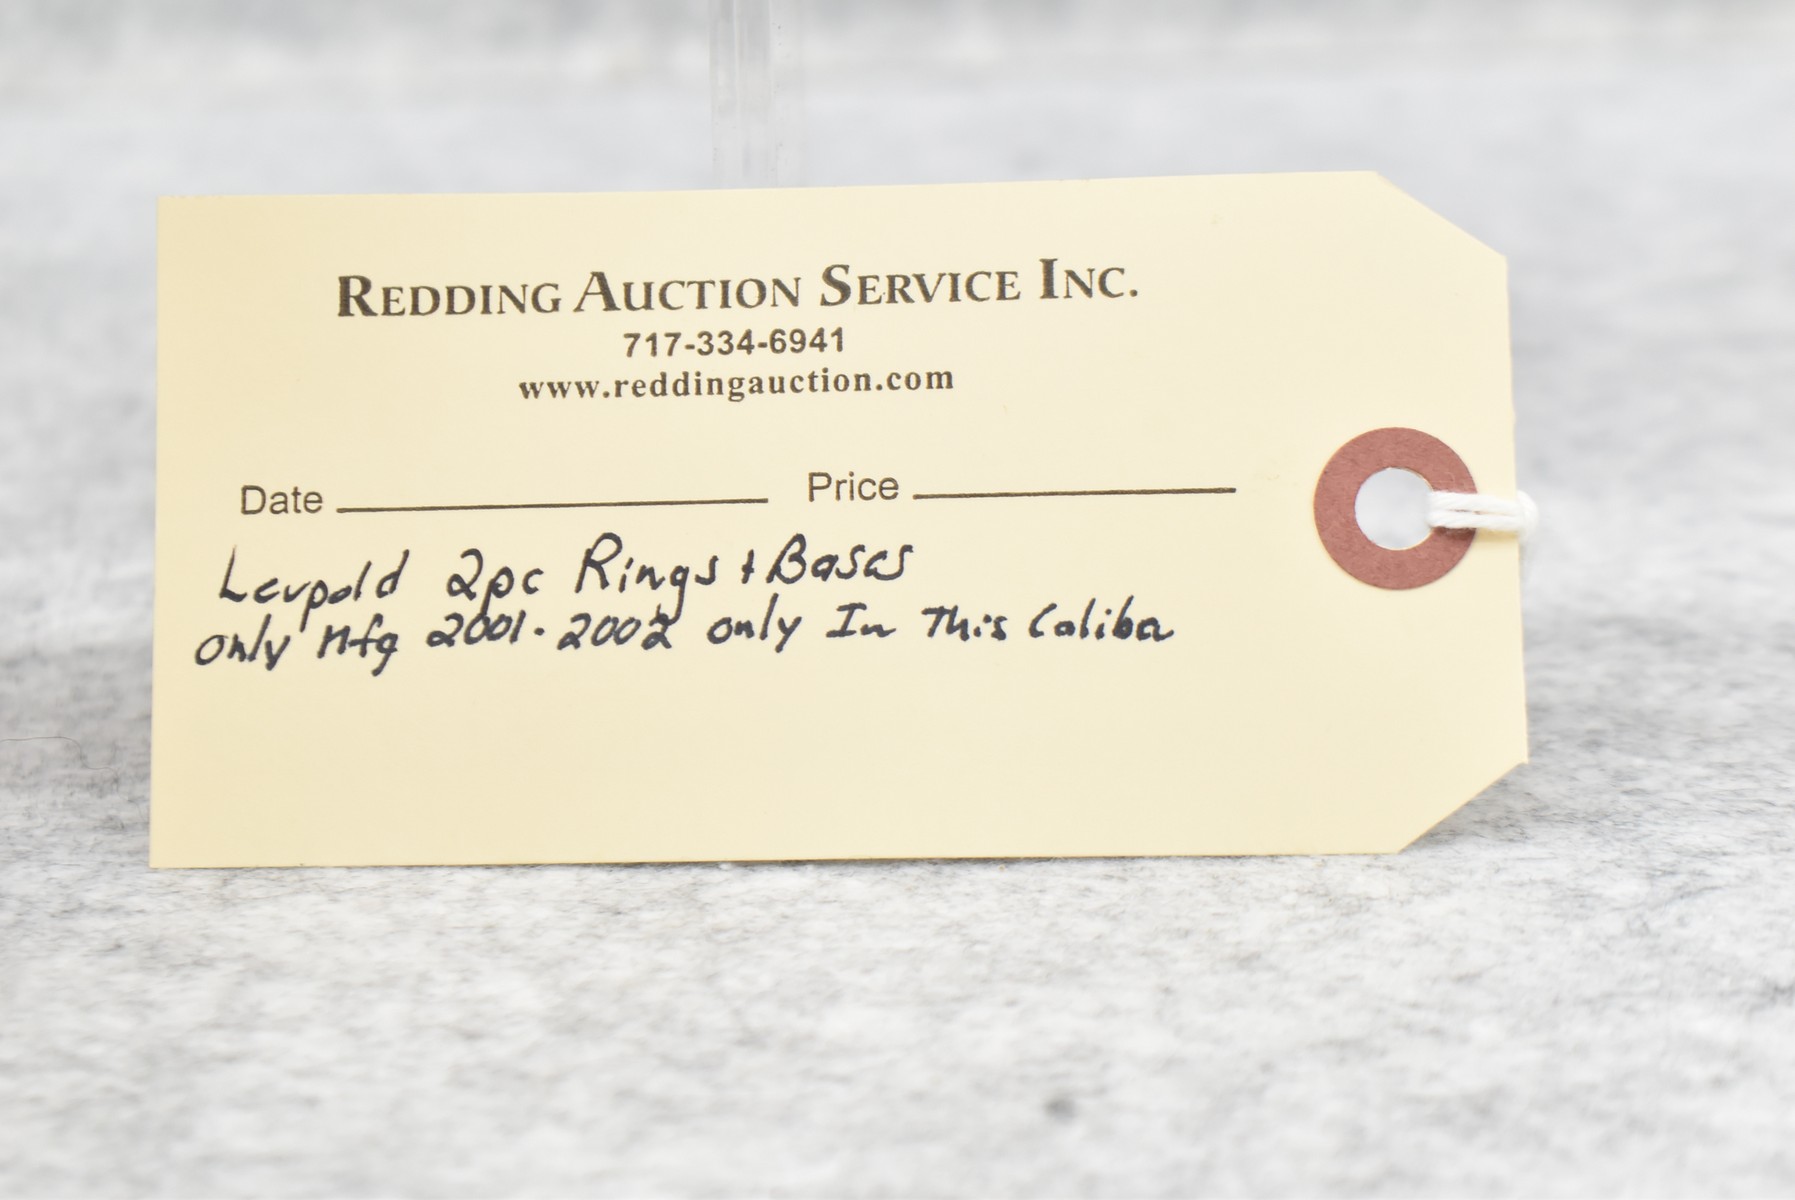 REDDING AUCTION SERVICE INC.
717-334-6941
www.reddingauction.com
Date Price
Leupold 2pc Rings + Bases
only Mfg 2001-2002 only In This Caliber